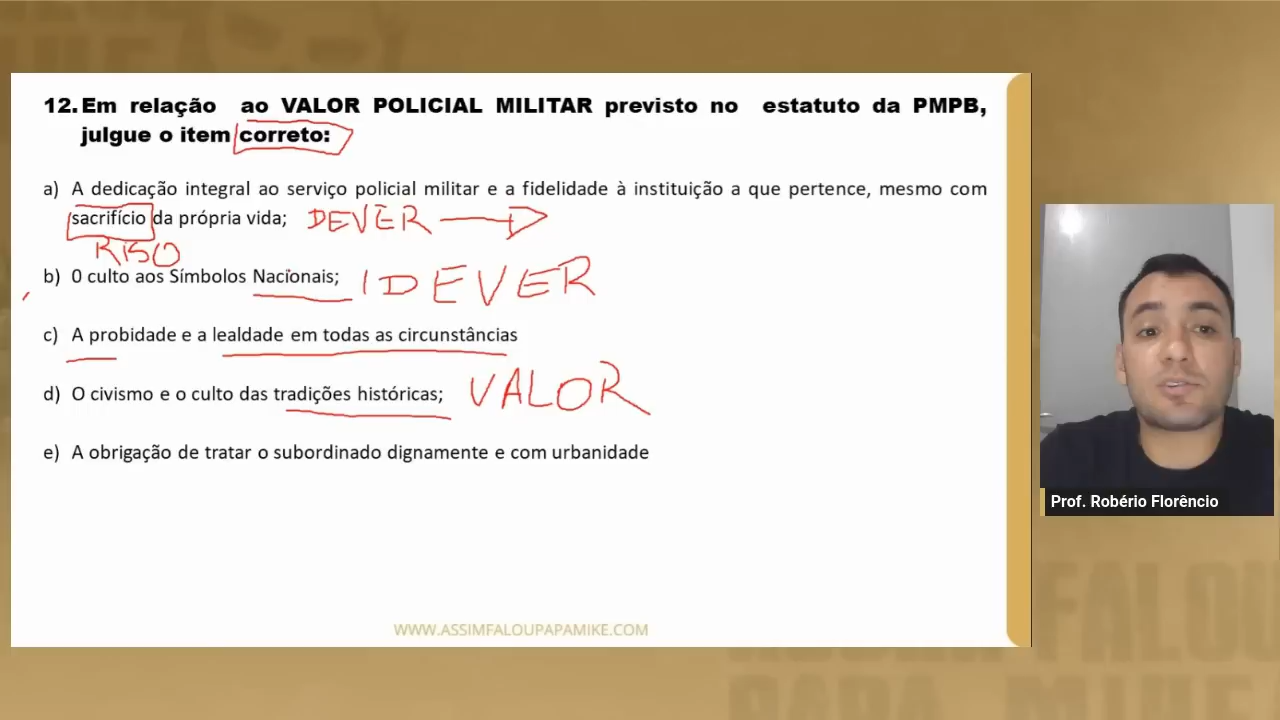 12. Em relação ao VALOR POLICIAL MILITAR previsto no estatuto da PMPB,
julgue o item correto:
a) A dedicação integral ao serviço policial militar e a fidelidade à instituição a que pertence, mesmo com
sacrifício da própria vida; DEVER
b) 0 culto aos Símbolos Nacionais; DEVER
c) A probidade e a lealdade em todas as circunstâncias
d) O civismo e o culto das tradições históricas; VALOR
e) A obrigação de tratar o subordinado dignamente e com urbanidade
Prof. Robério Florêncio
WWW.ASSIMFALOUPAPAMIKE.COM